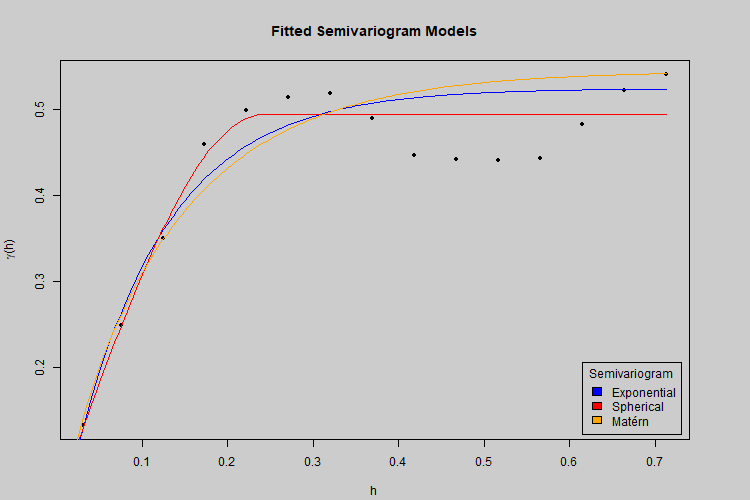 Fitted Semivariogram Models
γ(h)
0.5
0.4
0.3
0.2
Semivariogram
Exponential
Spherical
Matérn
0.1 0.2 0.3 0.4 0.5 0.6 0.7
h